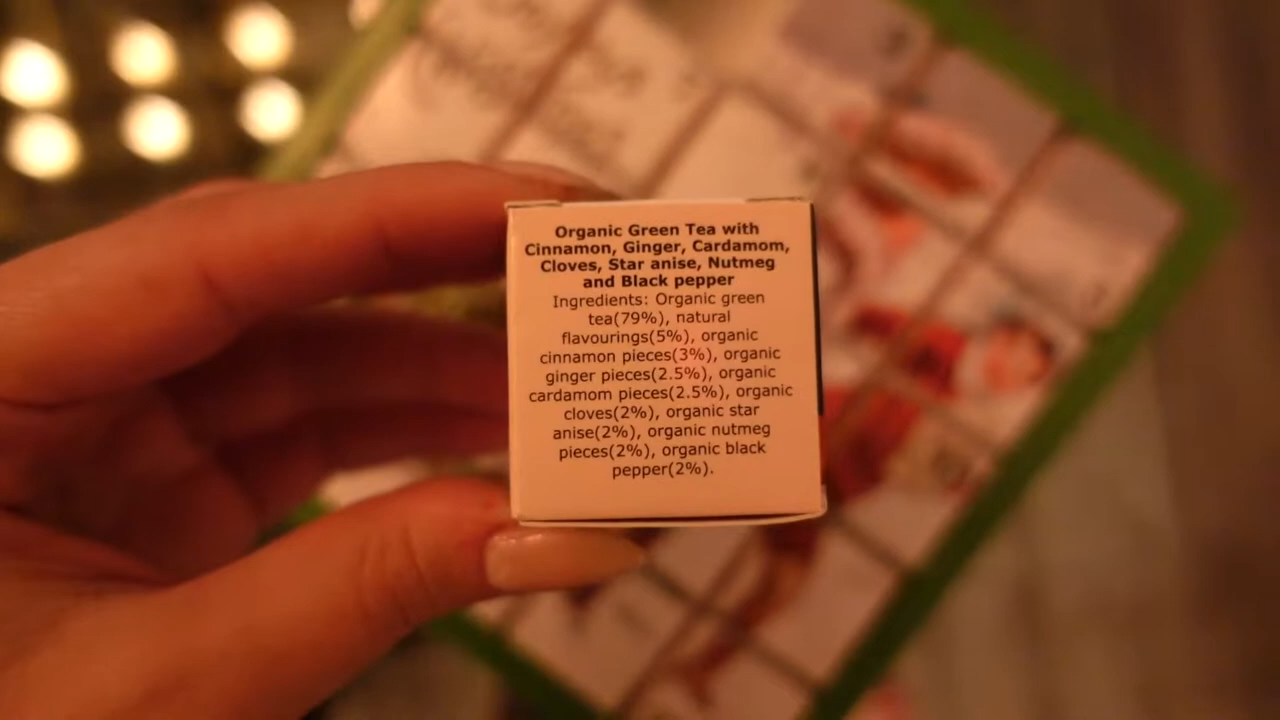 Organic Green Tea with
Cinnamon, Ginger, Cardamom,
Cloves, Star anise, Nutmeg
and Black pepper
Ingredients: Organic green
tea(79%), natural
flavourings(5%), organic
cinnamon pieces(3%), organic
ginger pieces(2.5%), organic
cardamom pieces(2.5%), organic
cloves(2%), organic star
anise(2%), organic nutmeg
pieces(2%), organic black
pepper(2%).